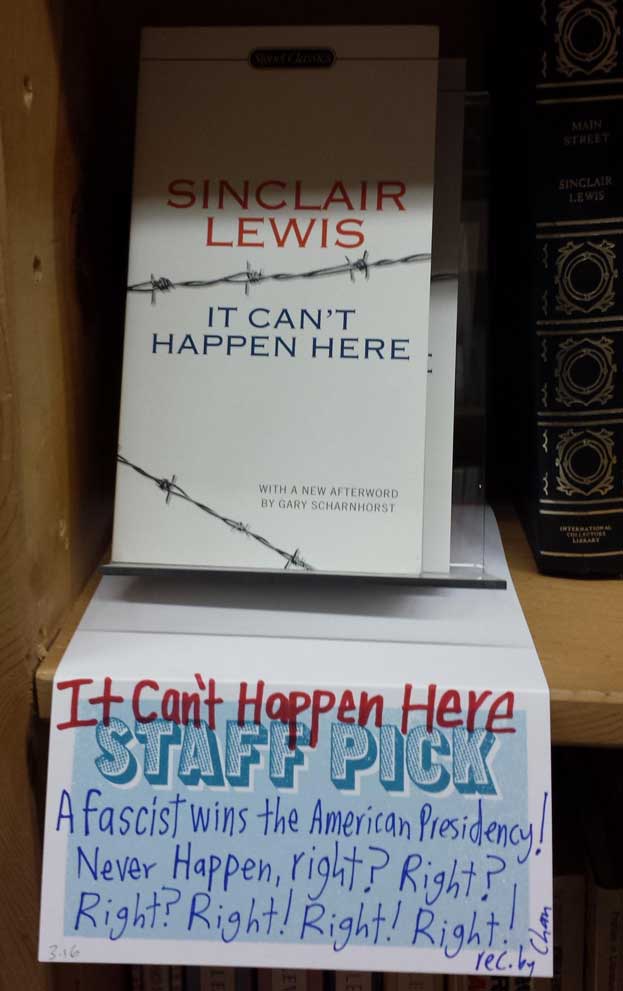 Signet Classics
SINCLAIR
LEWIS
IT CAN'T
HAPPEN HERE
WITH A NEW AFTERWORD
BY GARY SCHARNHORST
MAIN
STREET
SINCLAIR
LEWIS
INTERNATIONAL
COLLECTORS
LIBRARY
It Can't Happen Here
STAFF PICK
A fascist wins the American Presidency!
Never Happen, right? Right?
Right? Right! Right! Right!
rec. by Chan
3.16